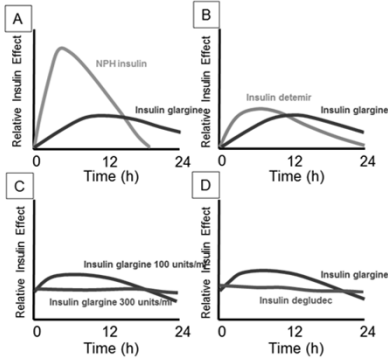 A
Relative Insulin Effect
NPH insulin
Insulin glargine
0
12
24
Time (h)
B
Relative Insulin Effect
Insulin detemir
Insulin glargine
0
12
24
Time (h)
C
Relative Insulin Effect
Insulin glargine 100 units/ml
Insulin glargine 300 units/ml
0
12
24
Time (h)
D
Relative Insulin Effect
Insulin glargine
Insulin degludec
0
12
24
Time (h)